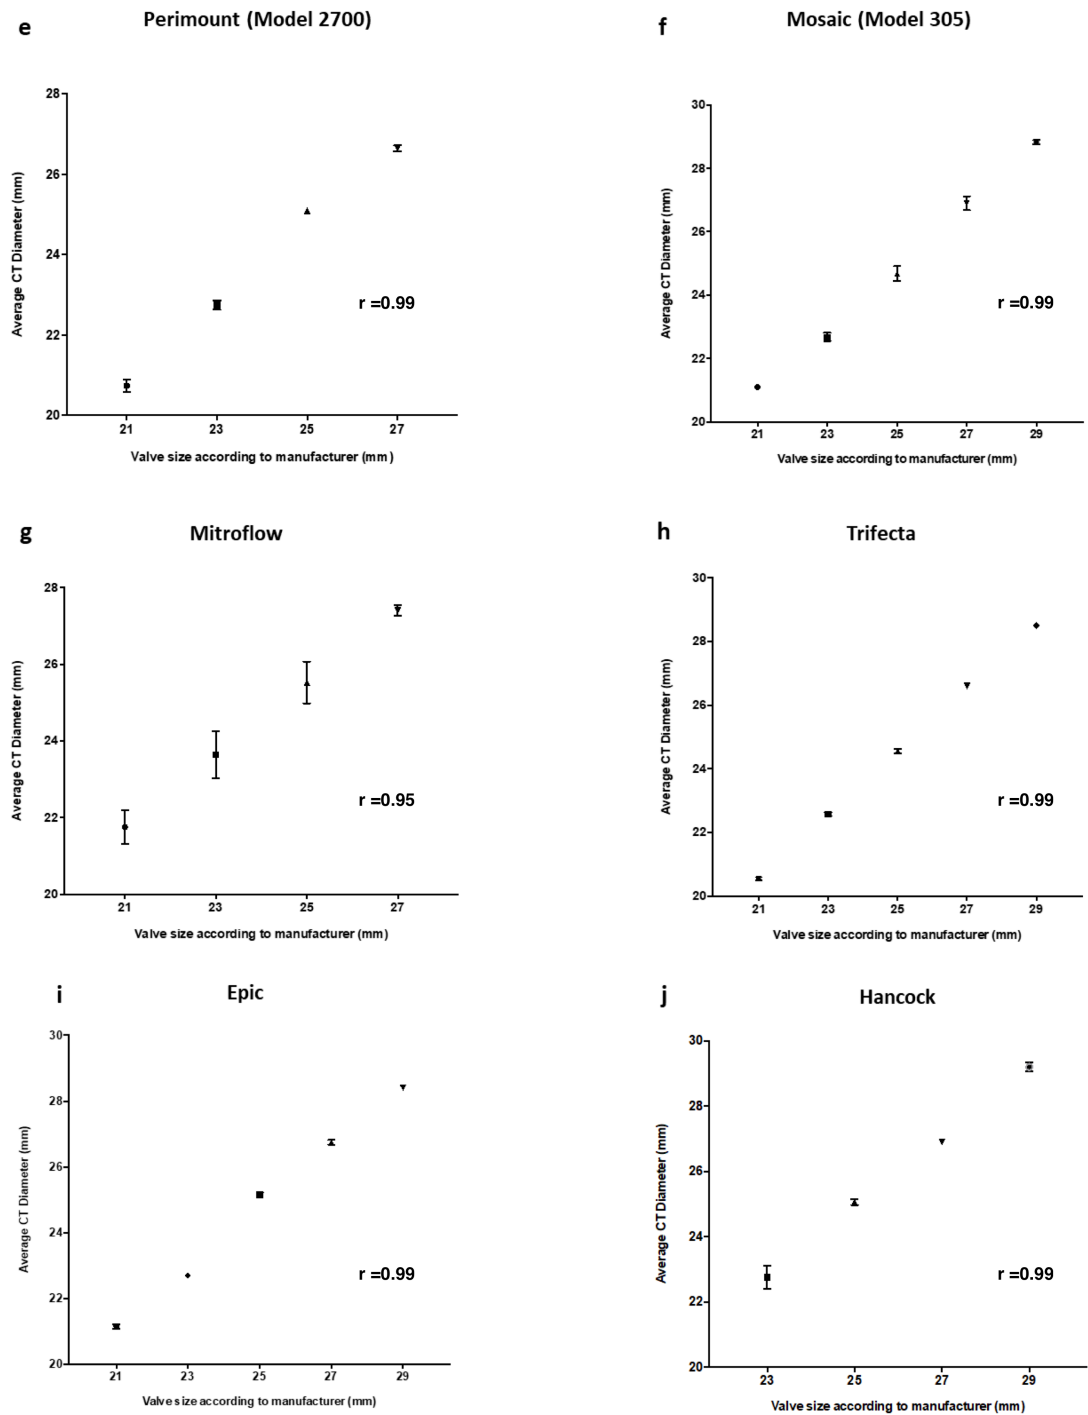 e
Perimount (Model 2700)
28
26
24
22
20
Average CT Diameter (mm)
r =0.99
21 23 25 27
Valve size according to manufacturer (mm)
f
Mosaic (Model 305)
30
28
26
24
22
20
Average CT Diameter (mm)
r =0.99
21 23 25 27 29
Valve size according to manufacturer (mm)
g
Mitroflow
28
26
24
22
20
Average CT Diameter (mm)
r =0.95
21 23 25 27
Valve size according to manufacturer (mm)
h
Trifecta
30
28
26
24
22
20
Average CT Diameter (mm)
r =0.99
21 23 25 27 29
Valve size according to manufacturer (mm)
i
Epic
30
28
26
24
22
20
Average CT Diameter (mm)
r =0.99
21 23 25 27 29
Valve size according to manufacturer (mm)
j
Hancock
30
28
26
24
22
20
Average CT Diameter (mm)
r =0.99
23 25 27 29
Valve size according to manufacturer (mm)